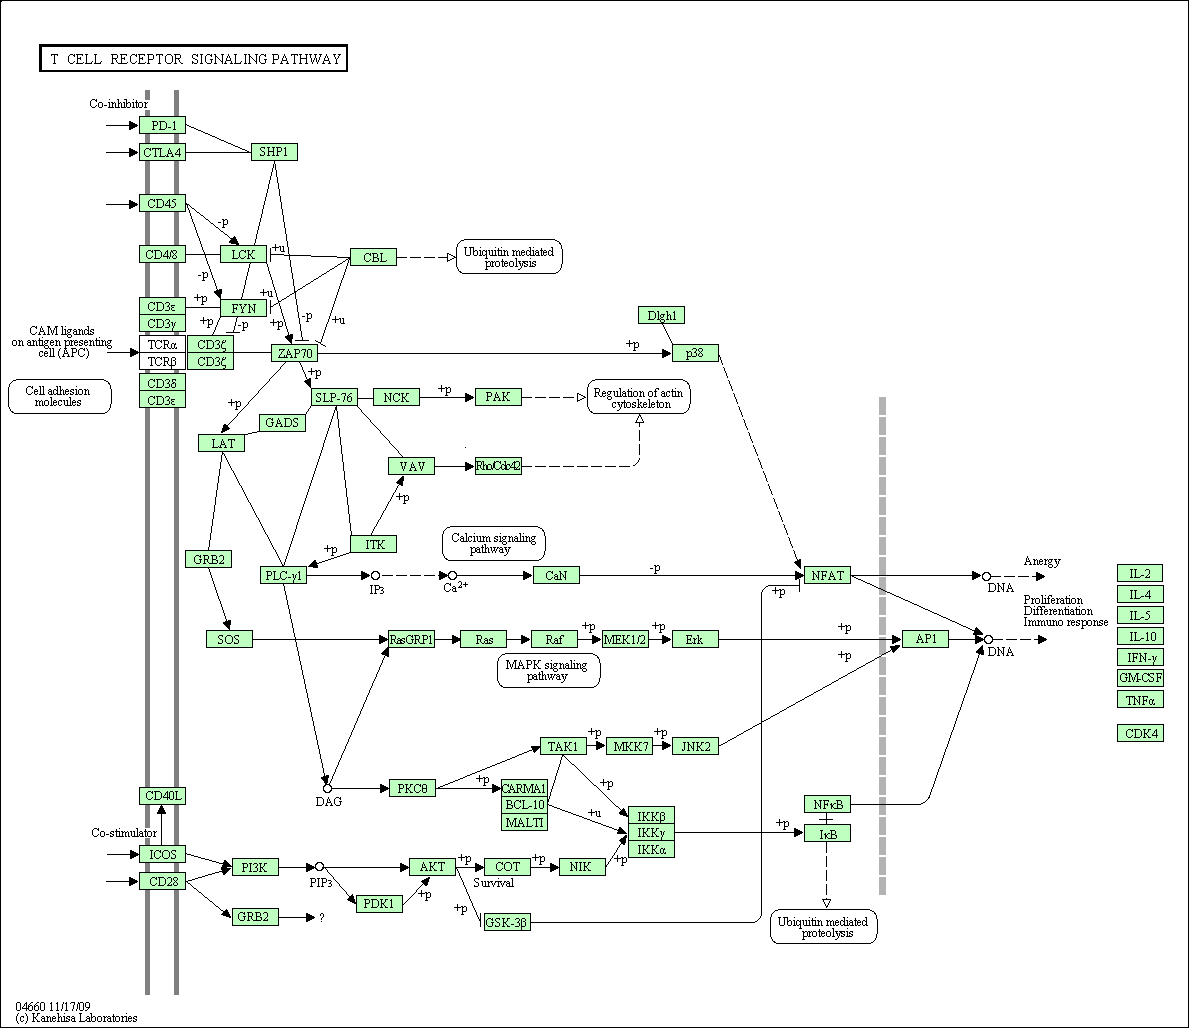 T CELL RECEPTOR SIGNALING PATHWAY
Co-inhibitor
PD-1
CTLA4
SHP1
CD45
-p
CD4/8
LCK
+u
CBL
Ubiquitin mediated
proteolysis
-p
+u
CD3ε
+p
FYN
CD3γ
+p
-p
+p
-p
+u
Dlgh1
CAM ligands
on antigen presenting
cell (APC)
TCRα
CD3ζ
TCRβ
CD3ζ
ZAP70
+p
p38
Cell adhesion
molecules
CD3δ
CD3ε
+p
+p
SLP-76
NCK
+p
PAK
Regulation of actin
cytoskeleton
GADS
LAT
VAV
Rho/Cdc42
+p
ITK
Calcium signaling
pathway
GRB2
+p
PLC-γ1
IP3
Ca2+
CaN
-p
NFAT
+p
DNA
Anergy
Proliferation
Differentiation
Immuno response
SOS
RasGRP1
Ras
Raf
+p
MEK1/2
+p
Erk
+p
AP1
DNA
MAPK signaling
pathway
+p
IL-2
IL-4
IL-5
IL-10
IFN-γ
GM-CSF
TNFα
CDK4
TAK1
+p
MKK7
+p
JNK2
DAG
PKCθ
+p
CARMA1
BCL-10
MALT1
+p
+u
IKKβ
IKKγ
IKKα
+p
NFκB
IκB
CD40L
Co-stimulator
ICOS
CD28
PI3K
PIP3
AKT
+p
COT
+p
NIK
+p
Survival
PDK1
+p
+p
GRB2
?
GSK-3β
Ubiquitin mediated
proteolysis
04660 11/17/09
(c) Kanehisa Laboratories